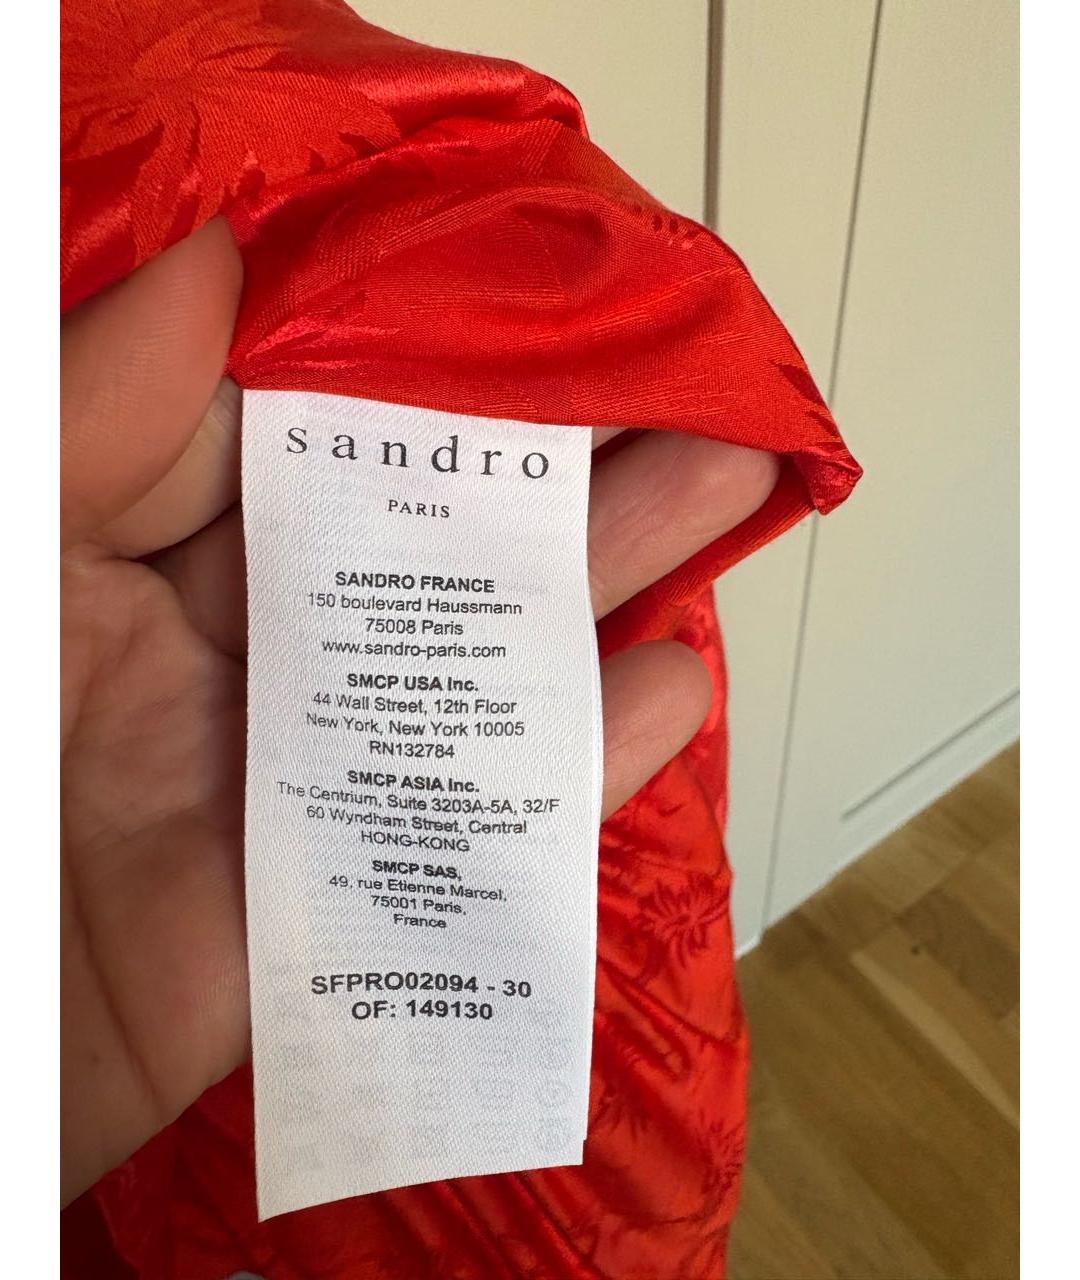 sandro
PARIS
SANDRO FRANCE
150 boulevard Haussmann
75008 Paris
www.sandro-paris.com
SMCP USA Inc.
44 Wall Street, 12th Floor
New York, New York 10005
RN132784
SMCP ASIA Inc.
The Centrium, Suite 3203A-5A, 32/F
60 Wyndham Street, Central
HONG-KONG
SMCP SAS,
49, rue Etienne Marcel,
75001 Paris,
France
SFPRO02094 - 30
OF: 149130